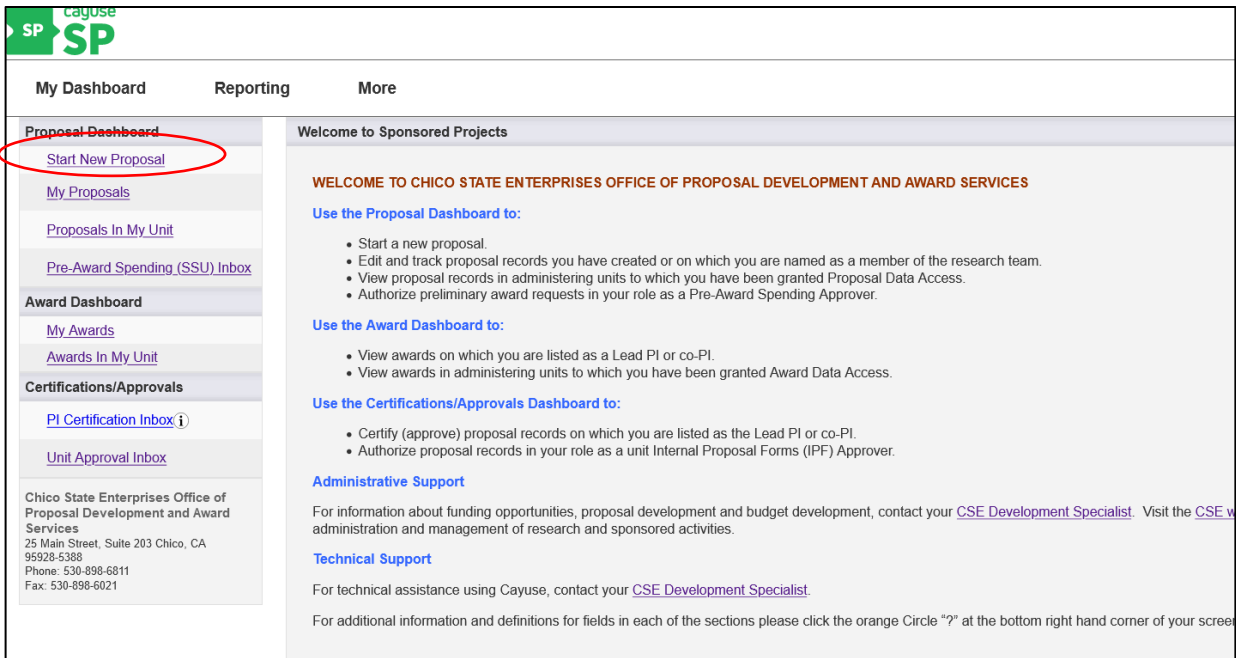 cayuse
SP
SP
My Dashboard Reporting More
Proposal Dashboard
Start New Proposal
My Proposals
Proposals In My Unit
Pre-Award Spending (SSU) Inbox
Award Dashboard
My Awards
Awards In My Unit
Certifications/Approvals
PI Certification Inbox i
Unit Approval Inbox
Chico State Enterprises Office of
Proposal Development and Award
Services
25 Main Street, Suite 203 Chico, CA
95928-5388
Phone: 530-898-6811
Fax: 530-898-6021
Welcome to Sponsored Projects
WELCOME TO CHICO STATE ENTERPRISES OFFICE OF PROPOSAL DEVELOPMENT AND AWARD SERVICES
Use the Proposal Dashboard to:
• Start a new proposal.
• Edit and track proposal records you have created or on which you are named as a member of the research team.
• View proposal records in administering units to which you have been granted Proposal Data Access.
• Authorize preliminary award requests in your role as a Pre-Award Spending Approver.
Use the Award Dashboard to:
• View awards on which you are listed as a Lead PI or co-PI.
• View awards in administering units to which you have been granted Award Data Access.
Use the Certifications/Approvals Dashboard to:
• Certify (approve) proposal records on which you are listed as the Lead PI or co-PI.
• Authorize proposal records in your role as a unit Internal Proposal Forms (IPF) Approver.
Administrative Support
For information about funding opportunities, proposal development and budget development, contact your CSE Development Specialist. Visit the CSE
administration and management of research and sponsored activities.
Technical Support
For technical assistance using Cayuse, contact your CSE Development Specialist.
For additional information and definitions for fields in each of the sections please click the orange Circle “?” at the bottom right hand corner of your